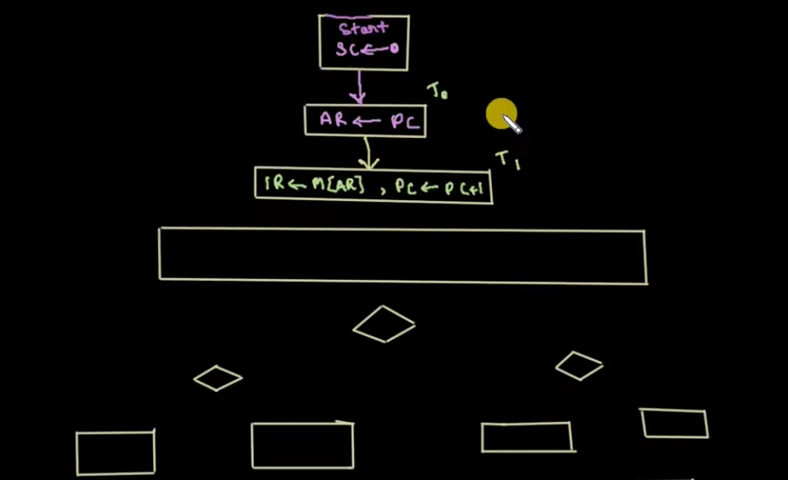 Start
SC ← 0
T₀
AR ← PC
T₁
IR ← M[AR] , PC ← PC+1